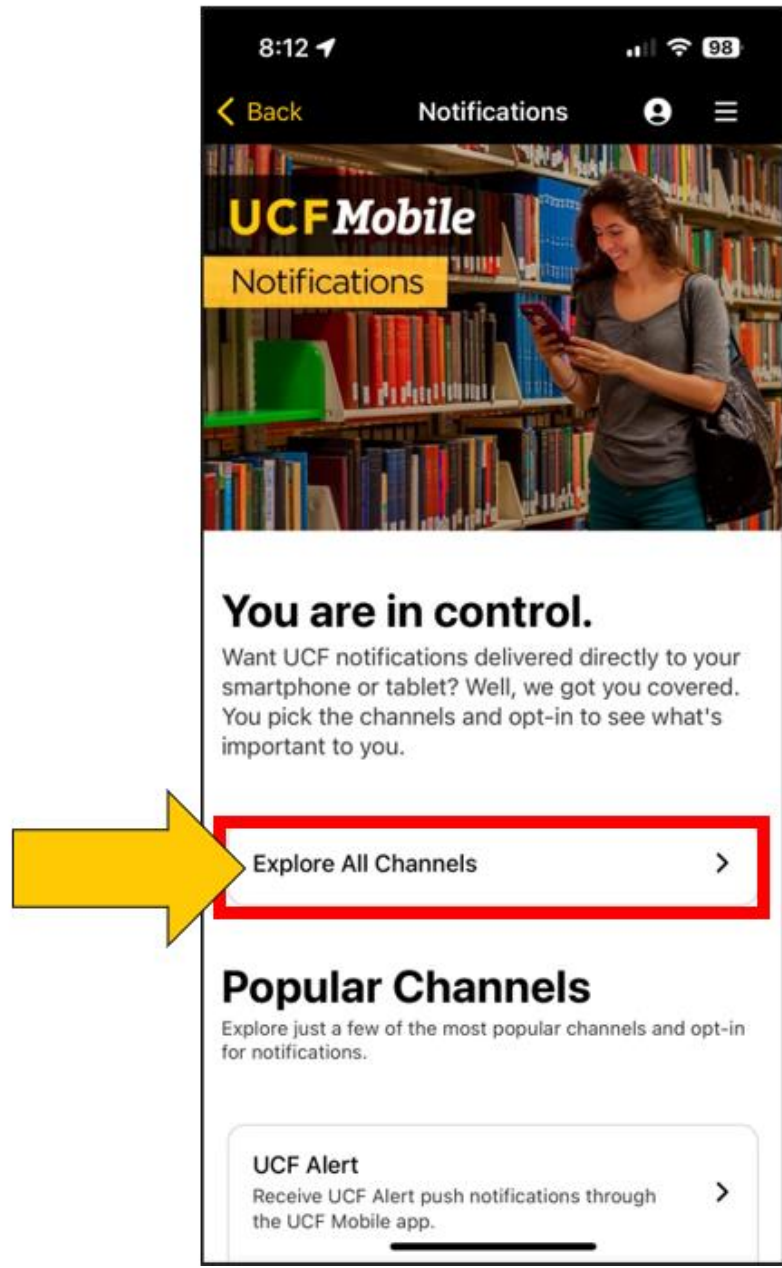 8:12
98
Back Notifications
UCF Mobile
Notifications
You are in control.
Want UCF notifications delivered directly to your
smartphone or tablet? Well, we got you covered.
You pick the channels and opt-in to see what's
important to you.
Explore All Channels
Popular Channels
Explore just a few of the most popular channels and opt-in
for notifications.
UCF Alert
Receive UCF Alert push notifications through
the UCF Mobile app.